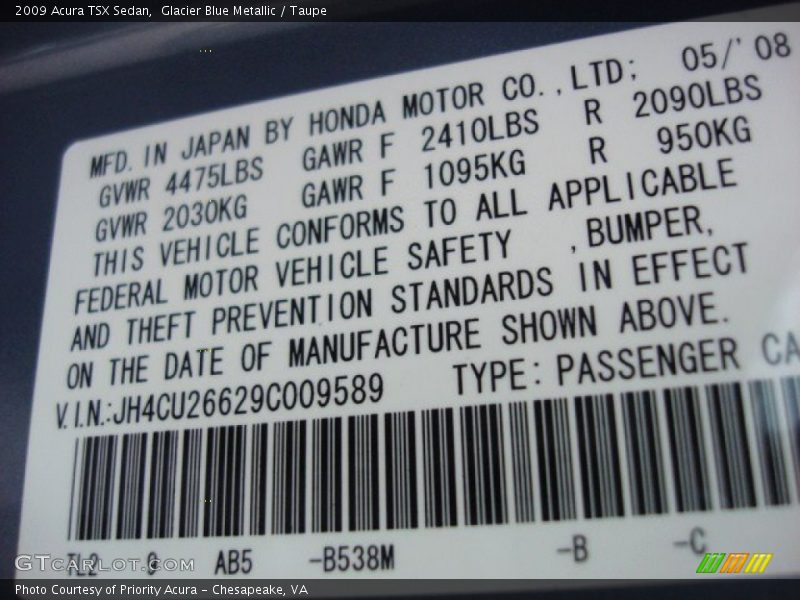 2009 Acura TSX Sedan,  Glacier Blue Metallic / Taupe
MFD. IN JAPAN BY HONDA MOTOR CO.,LTD; 05/'08
GVWR 4475LBS GAWR F 2410LBS R 2090LBS
GVWR 2030KG GAWR F 1095KG R 950KG
THIS VEHICLE CONFORMS TO ALL APPLICABLE
FEDERAL MOTOR VEHICLE SAFETY ,BUMPER,
AND THEFT PREVENTION STANDARDS IN EFFECT
ON THE DATE OF MANUFACTURE SHOWN ABOVE.
V.I.N.:JH4CU26629C009589 TYPE: PASSENGER CA
TL2 9 AB5 -B538M -B -C
GTCARLOT.COM
Photo Courtesy of Priority Acura - Chesapeake, VA